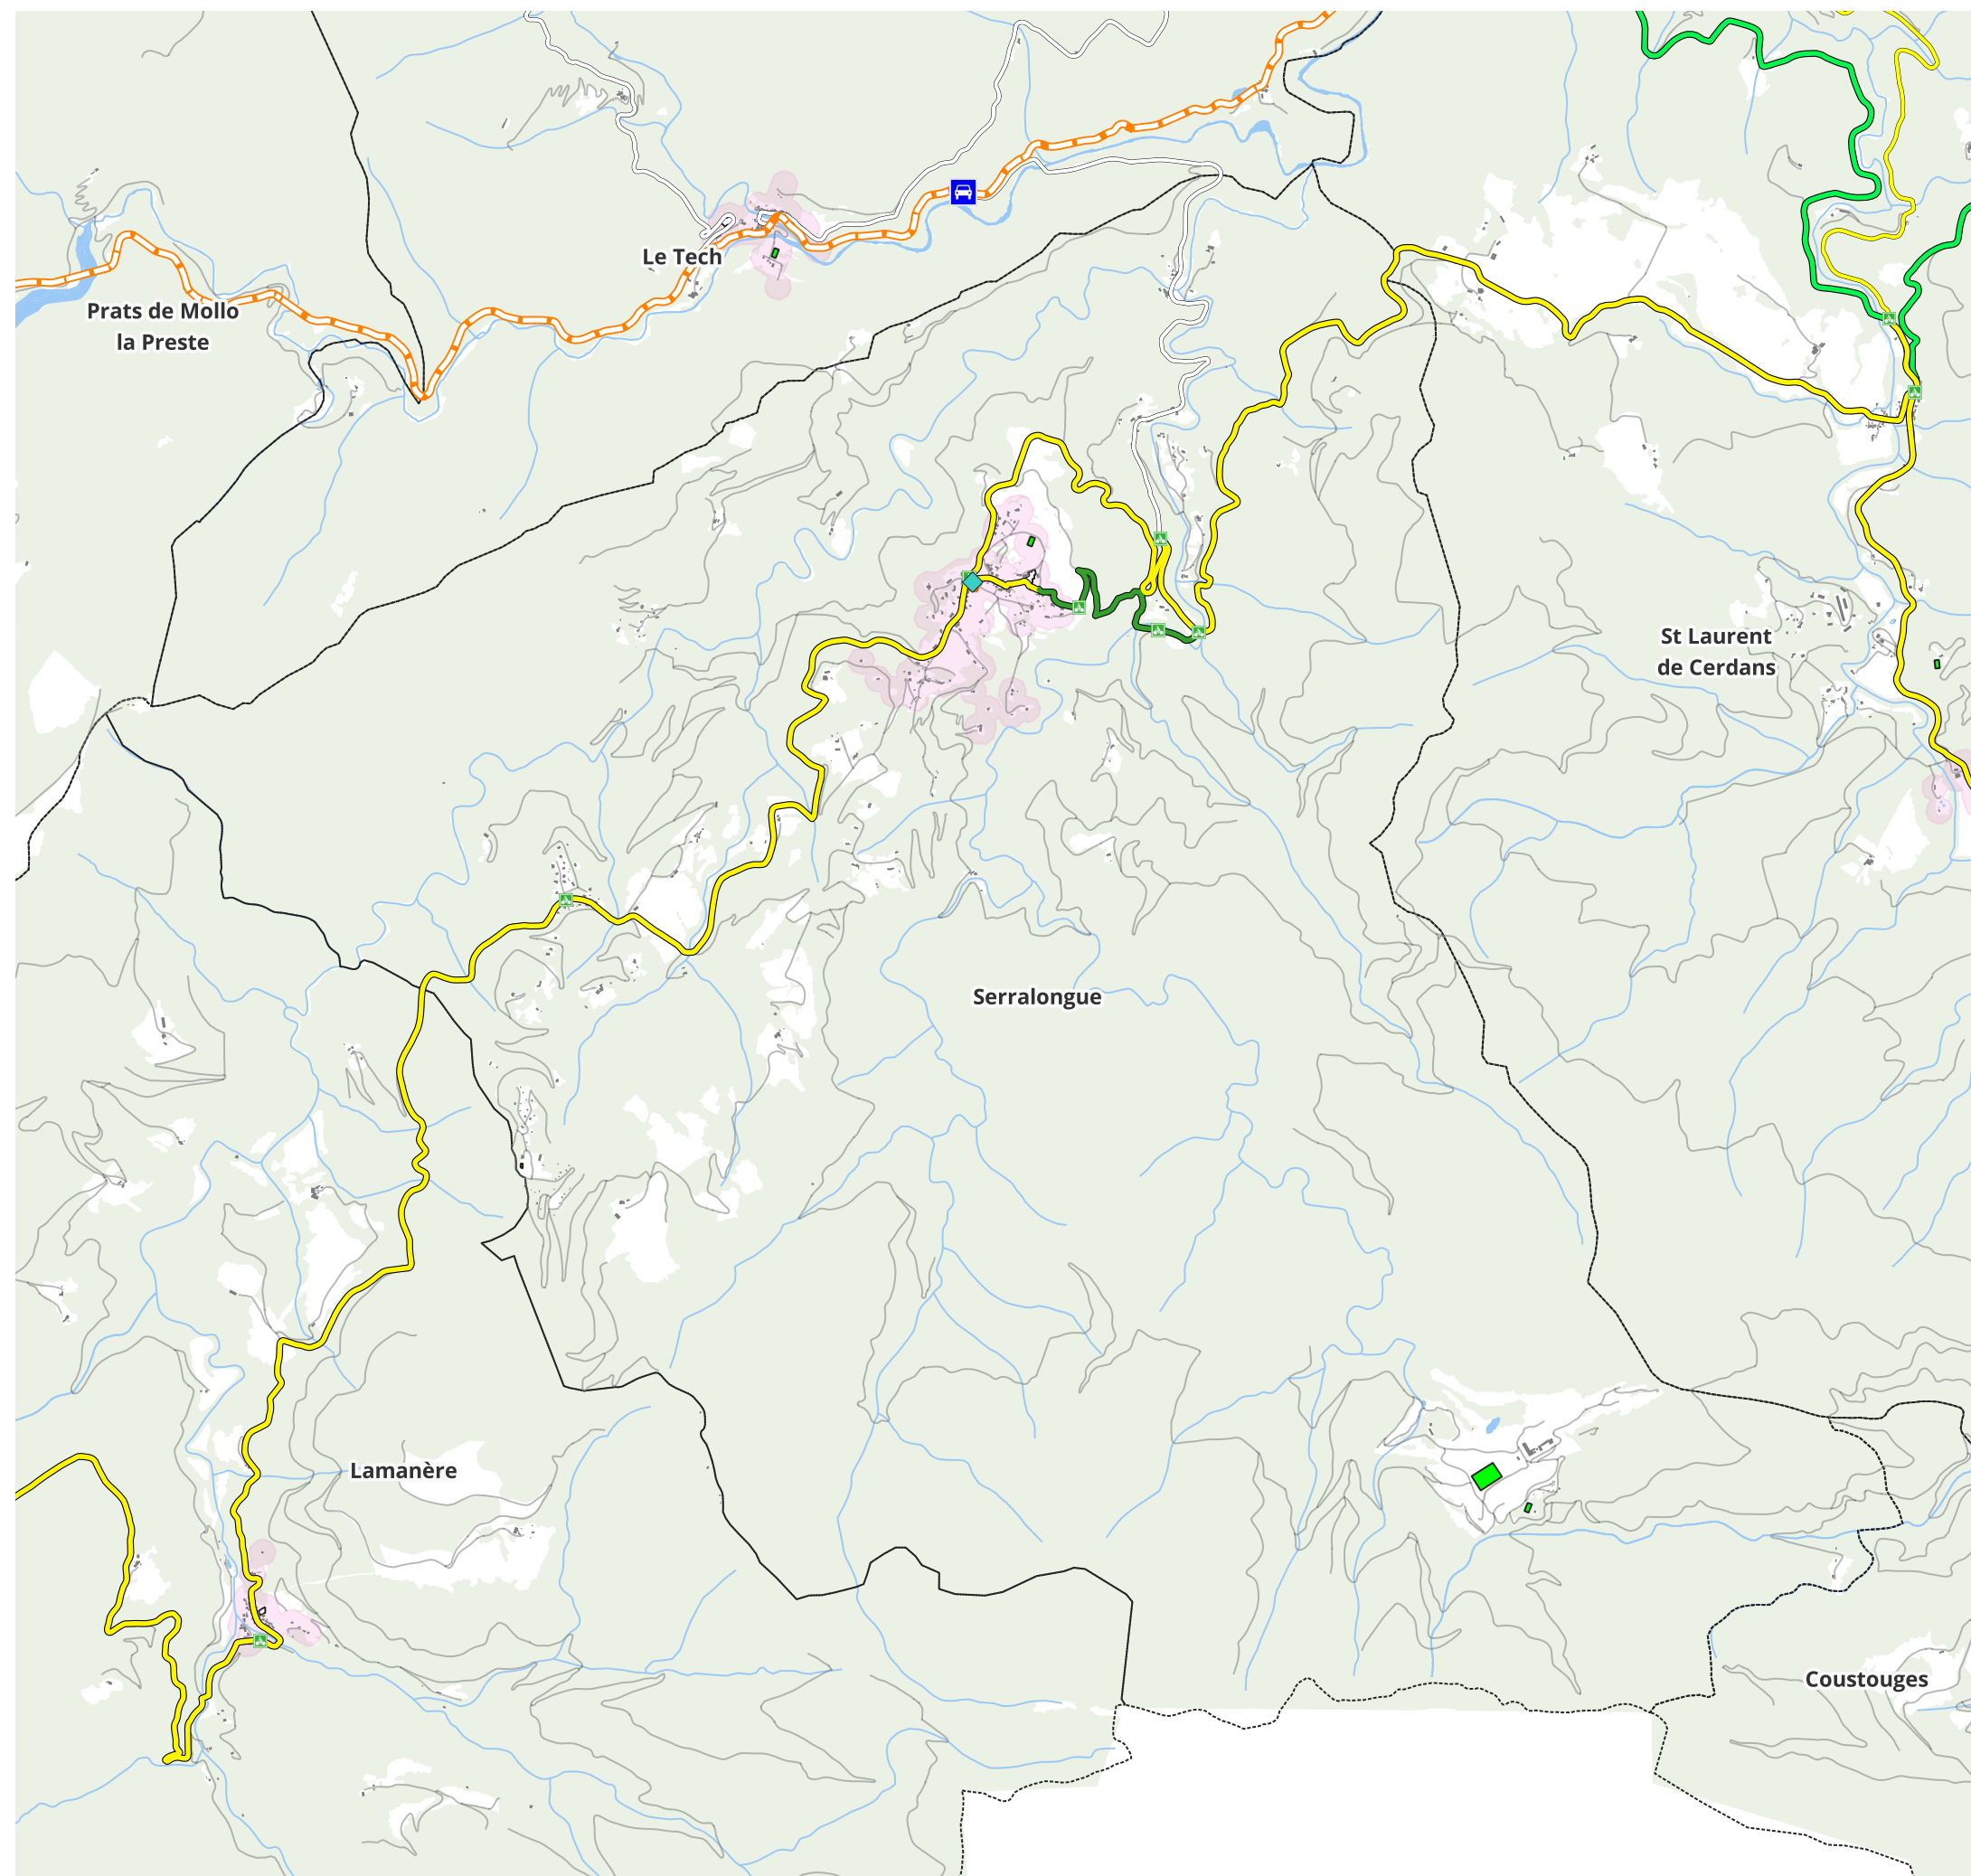 Le Tech
Prats de Mollo
la Preste
St Laurent
de Cerdans
Serralongue
Lamanère
Coustouges